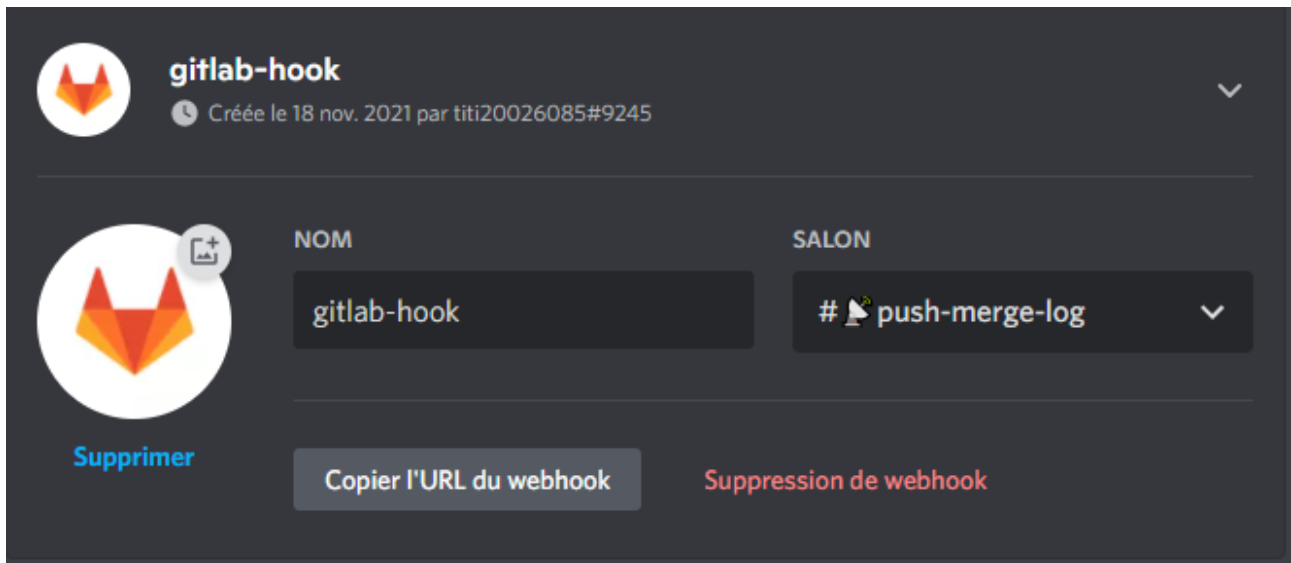 gitlab-hook
Créée le 18 nov. 2021 par titi20026085#9245
NOM
SALON
gitlab-hook
# 📡push-merge-log
Supprimer
Copier l'URL du webhook
Suppression de webhook